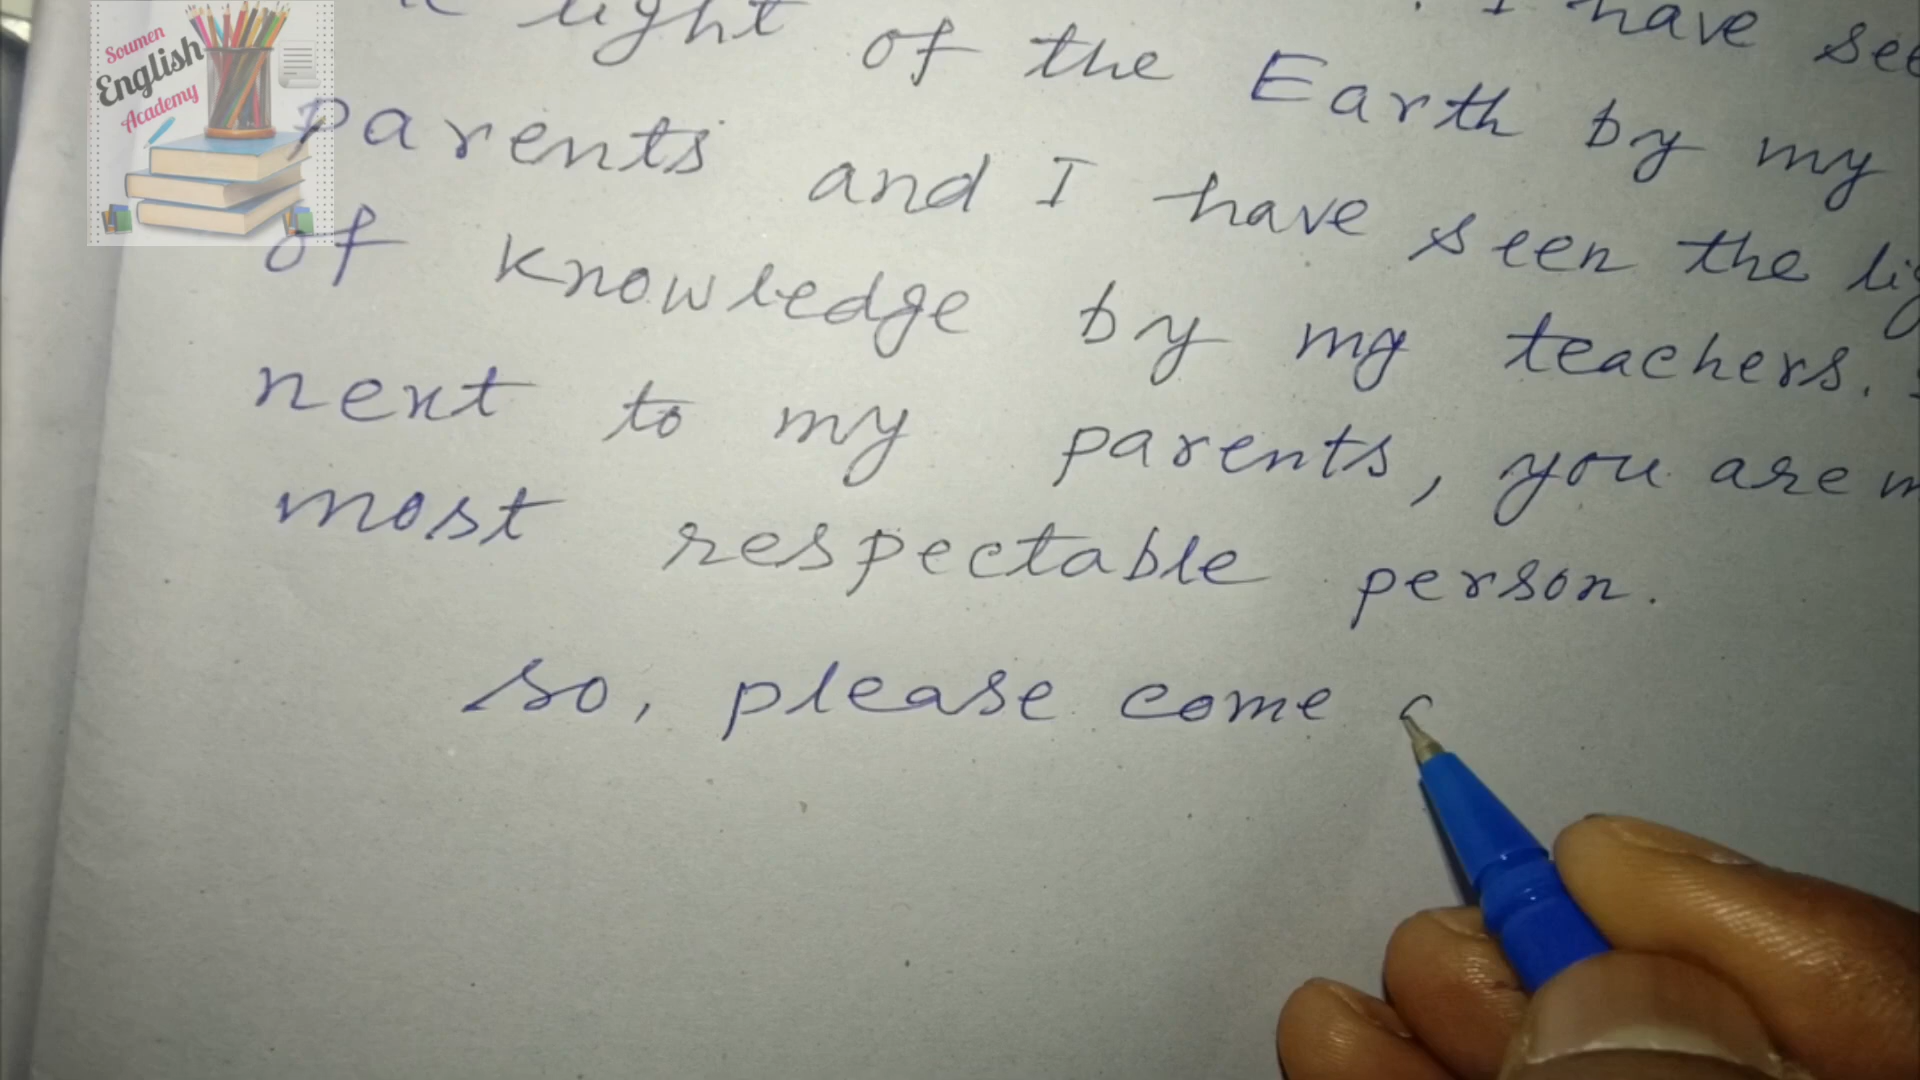 Soumen
English
Academy
I have
light of the Earth by my
Parents and I have seen the
of knowledge by my teachers.
next to my parents, you are
most respectable person.
so, please come